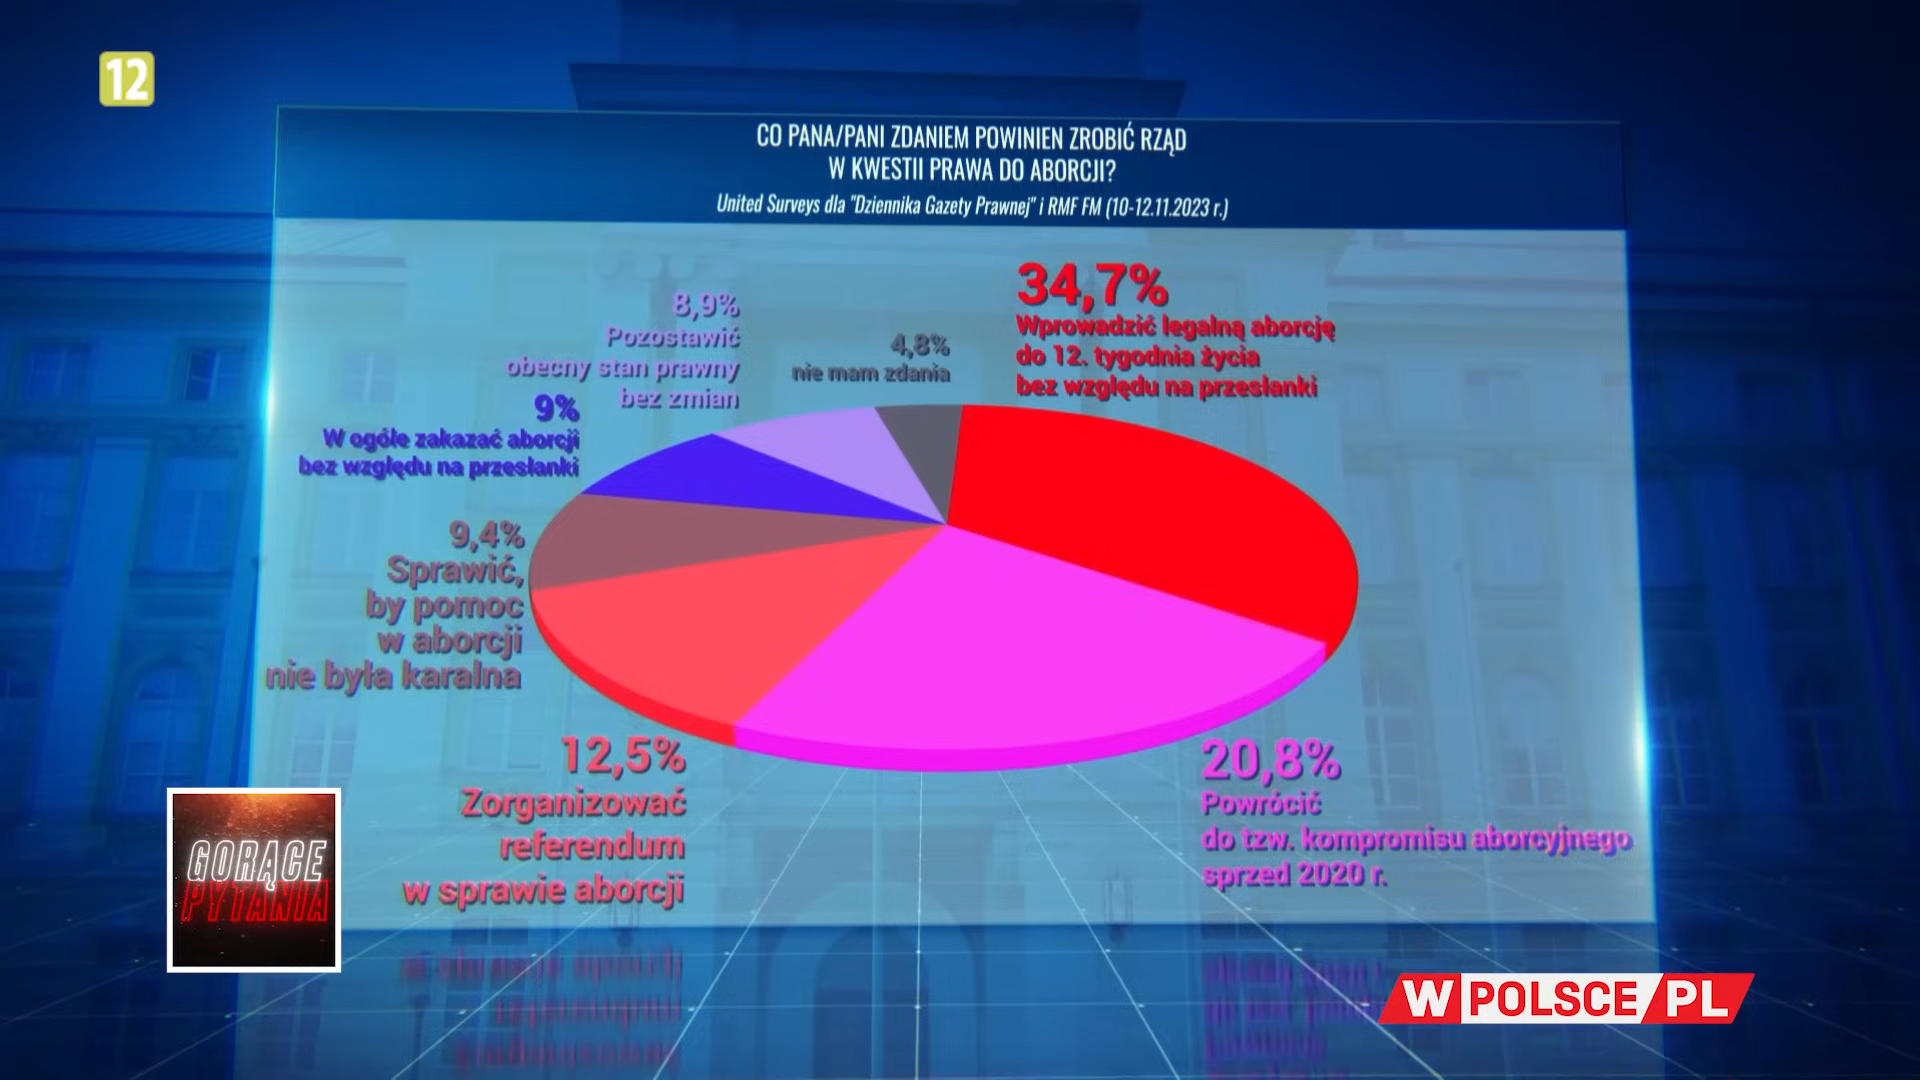 12
CO PANA/PANI ZDANIEM POWINIEN ZROBIĆ RZĄD
W KWESTII PRAWA DO ABORCJI?
United Surveys dla "Dziennika Gazety Prawnej" i RMF FM (10-12.11.2023 r.)
34,7%
Wprowadzić legalną aborcję
do 12. tygodnia życia
bez względu na przesłanki
8,9%
Pozostawić
obecny stan prawny
bez zmian
4,8%
nie mam zdania
9%
W ogóle zakazać aborcji
bez względu na przesłanki
9,4%
Sprawić,
by pomoc
w aborcji
nie była karalna
12,5%
Zorganizować
referendum
w sprawie aborcji
20,8%
Powrócić
do tzw. kompromisu aborcyjnego
sprzed 2020 r.
GORĄCE
PYTANIA
W POLSCE/PL